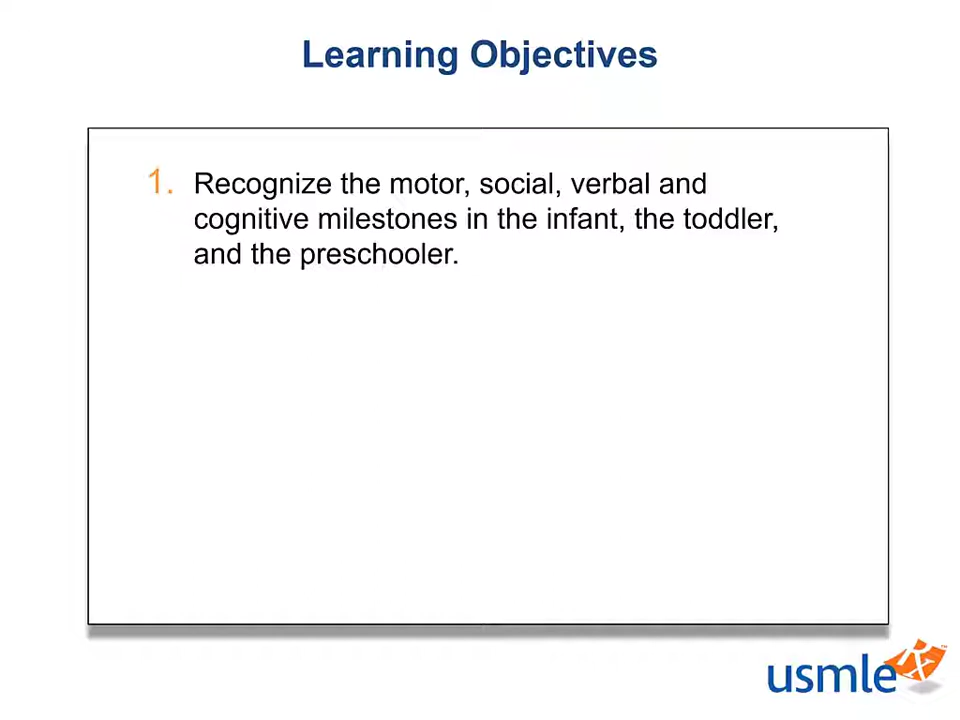 Learning Objectives
1. Recognize the motor, social, verbal and
cognitive milestones in the infant, the toddler,
and the preschooler.
usmle Rx™